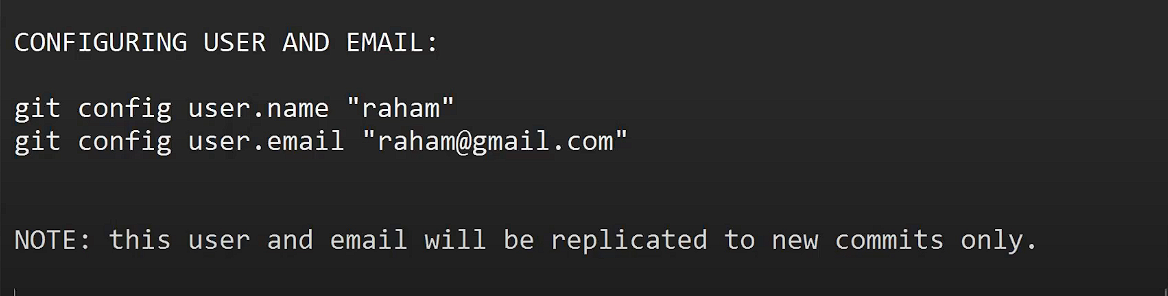 CONFIGURING USER AND EMAIL:
git config user.name "raham"
git config user.email "raham@gmail.com"
NOTE: this user and email will be replicated to new commits only.